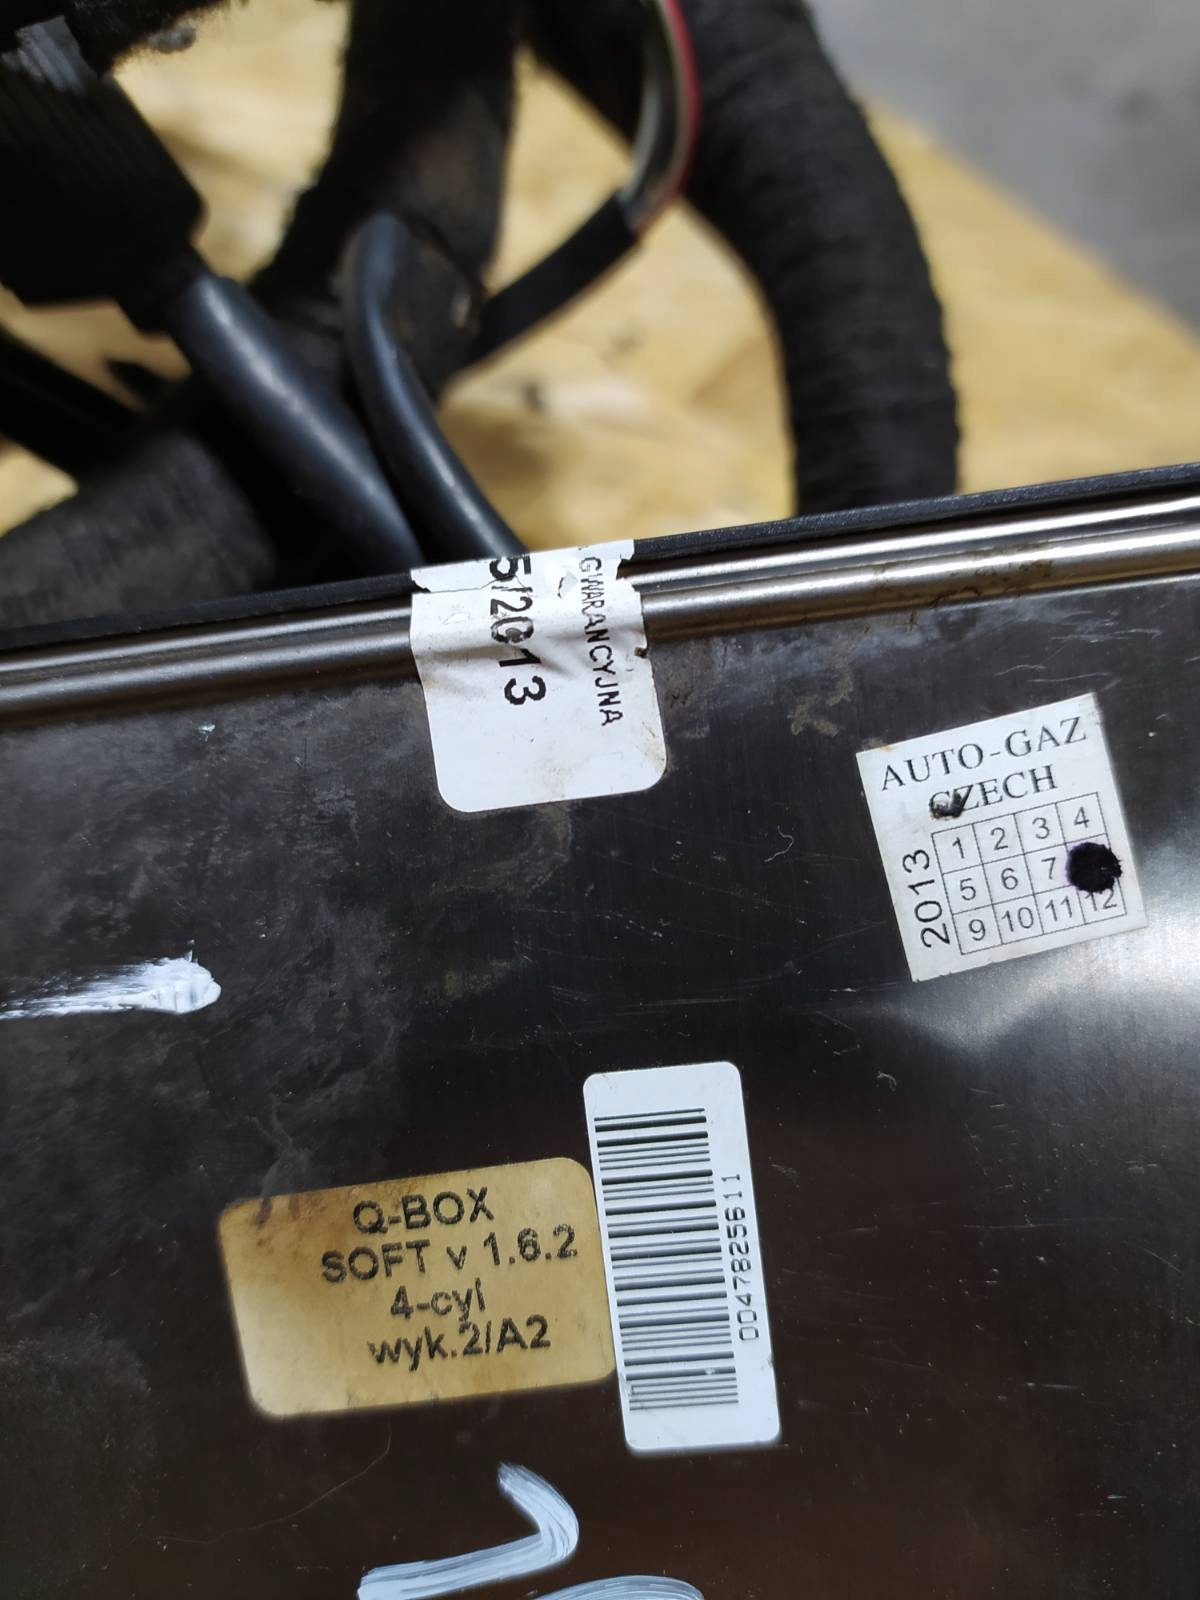 GWARANCYJNA
5/2013
AUTO-GAZ
CZECH
2013
1 2 3 4
5 6 7
9 10 11 12
Q-BOX
SOFT v 1.6.2
4-cyl
wyk.2/A2
0047825611